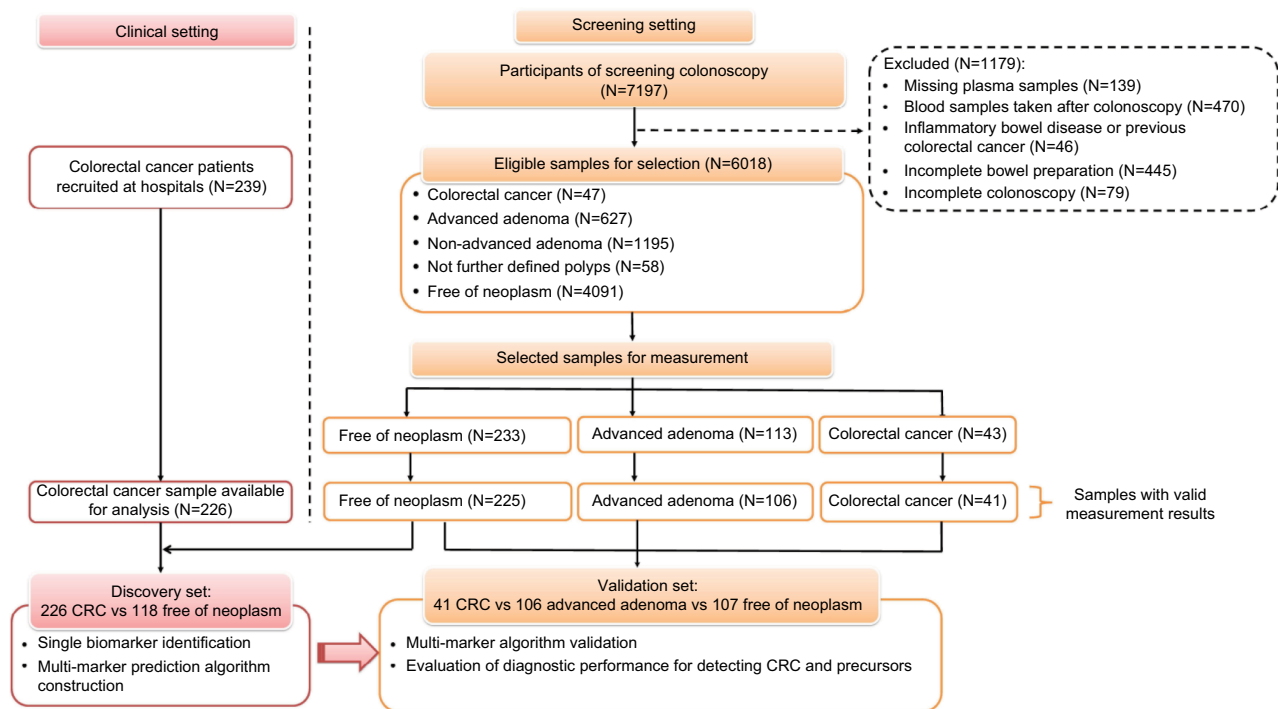 Clinical setting
Screening setting
Participants of screening colonoscopy
(N=7197)
Excluded (N=1179):
• Missing plasma samples (N=139)
• Blood samples taken after colonoscopy (N=470)
• Inflammatory bowel disease or previous
colorectal cancer (N=46)
• Incomplete bowel preparation (N=445)
• Incomplete colonoscopy (N=79)
Colorectal cancer patients
recruited at hospitals (N=239)
Eligible samples for selection (N=6018)
• Colorectal cancer (N=47)
• Advanced adenoma (N=627)
• Non-advanced adenoma (N=1195)
• Not further defined polyps (N=58)
• Free of neoplasm (N=4091)
Selected samples for measurement
Free of neoplasm (N=233)
Advanced adenoma (N=113)
Colorectal cancer (N=43)
Colorectal cancer sample available
for analysis (N=226)
Free of neoplasm (N=225)
Advanced adenoma (N=106)
Colorectal cancer (N=41)
Samples with valid
measurement results
Discovery set:
226 CRC vs 118 free of neoplasm
• Single biomarker identification
• Multi-marker prediction algorithm
construction
Validation set:
41 CRC vs 106 advanced adenoma vs 107 free of neoplasm
• Multi-marker algorithm validation
• Evaluation of diagnostic performance for detecting CRC and precursors